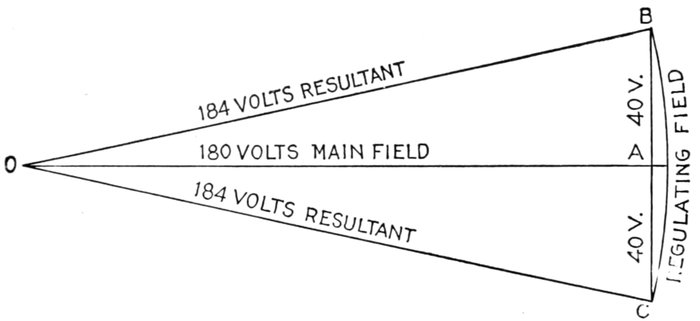 B
184 VOLTS RESULTANT
40 V.
O
180 VOLTS MAIN FIELD
A
REGULATING FIELD
184 VOLTS RESULTANT
40 V.
C